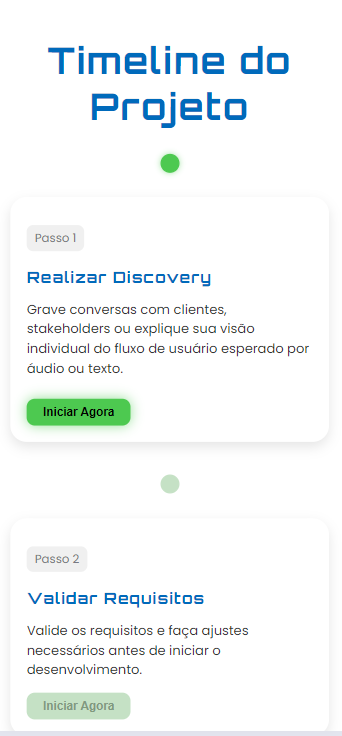 Timeline do
Projeto
Passo 1
Realizar Discovery
Grave conversas com clientes,
stakeholders ou explique sua visão
individual do fluxo de usuário esperado por
áudio ou texto.
Iniciar Agora
Passo 2
Validar Requisitos
Valide os requisitos e faça ajustes
necessários antes de iniciar o
desenvolvimento.
Iniciar Agora